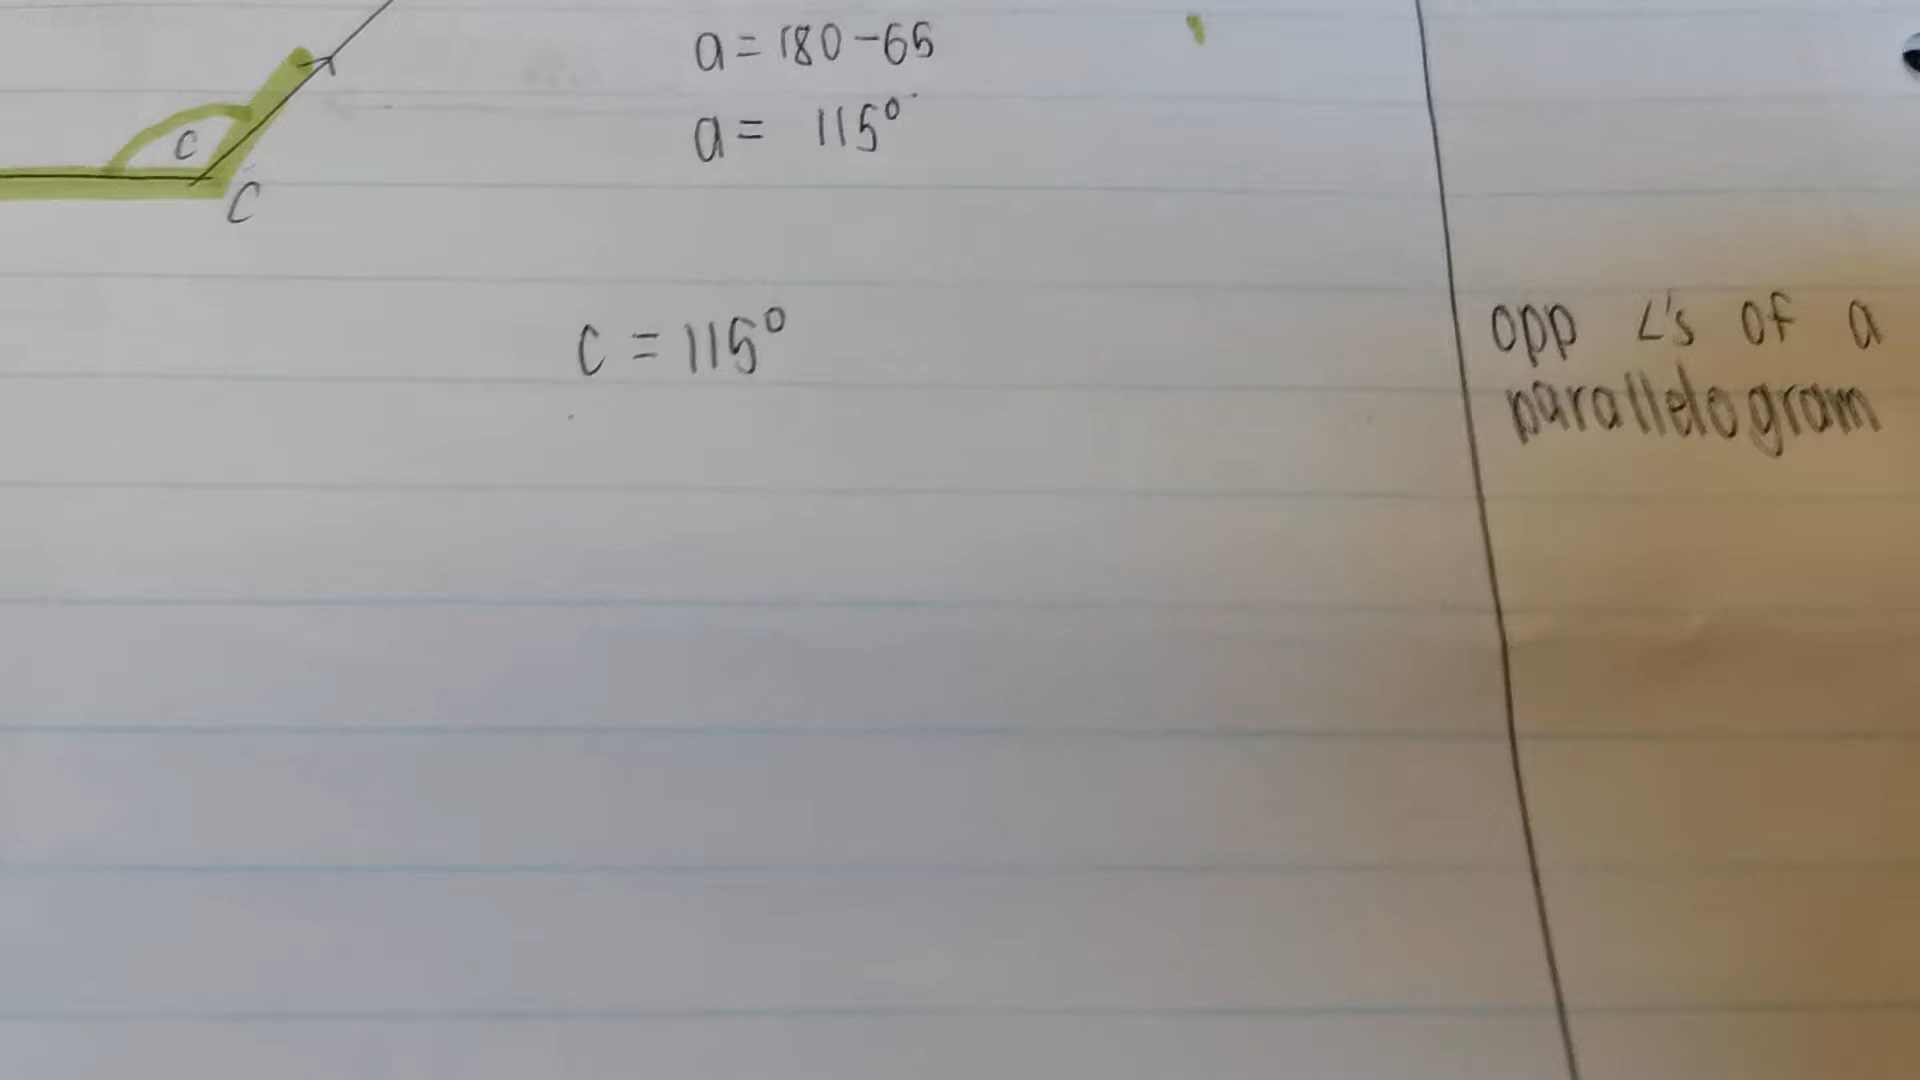 a = 180 - 65
a = 115°
c
C
c = 115°
opp ∠'s of a
parallelogram